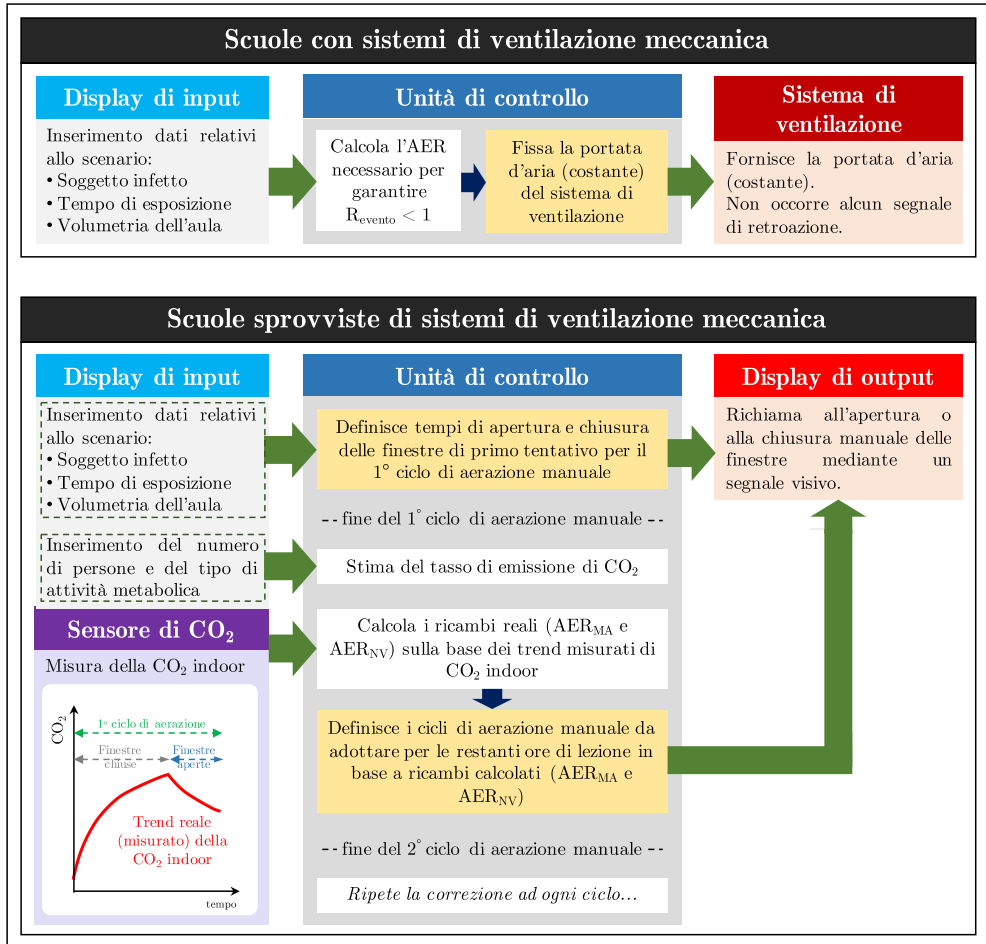 Scuole con sistemi di ventilazione meccanica
Display di input
Inserimento dati relativi
allo scenario:
• Soggetto infetto
• Tempo di esposizione
• Volumetria dell'aula
Unità di controllo
Calcola l'AER
necessario per
garantire
R_evento < 1
Fissa la portata
d'aria (costante)
del sistema di
ventilazione
Sistema di
ventilazione
Fornisce la portata d'aria
(costante).
Non occorre alcun segnale
di retroazione.
Scuole sprovviste di sistemi di ventilazione meccanica
Display di input
Inserimento dati relativi
allo scenario:
• Soggetto infetto
• Tempo di esposizione
• Volumetria dell'aula
Inserimento del numero
di persone e del tipo di
attività metabolica
Sensore di CO₂
Misura della CO₂ indoor
CO₂
1º ciclo di aerazione
Finestre
chiuse
Finestre
aperte
Trend reale
(misurato) della
CO₂ indoor
tempo
Unità di controllo
Definisce tempi di apertura e chiusura
delle finestre di primo tentativo per il
1° ciclo di aerazione manuale
-- fine del 1° ciclo di aerazione manuale --
Stima del tasso di emissione di CO₂
Calcola i ricambi reali (AER_MA e
AER_NV) sulla base dei trend misurati di
CO₂ indoor
Definisce i cicli di aerazione manuale da
adottare per le restanti ore di lezione in
base a ricambi calcolati (AER_MA e
AER_NV)
-- fine del 2° ciclo di aerazione manuale --
Ripete la correzione ad ogni ciclo...
Display di output
Richiama all'apertura o
alla chiusura manuale delle
finestre mediante un
segnale visivo.